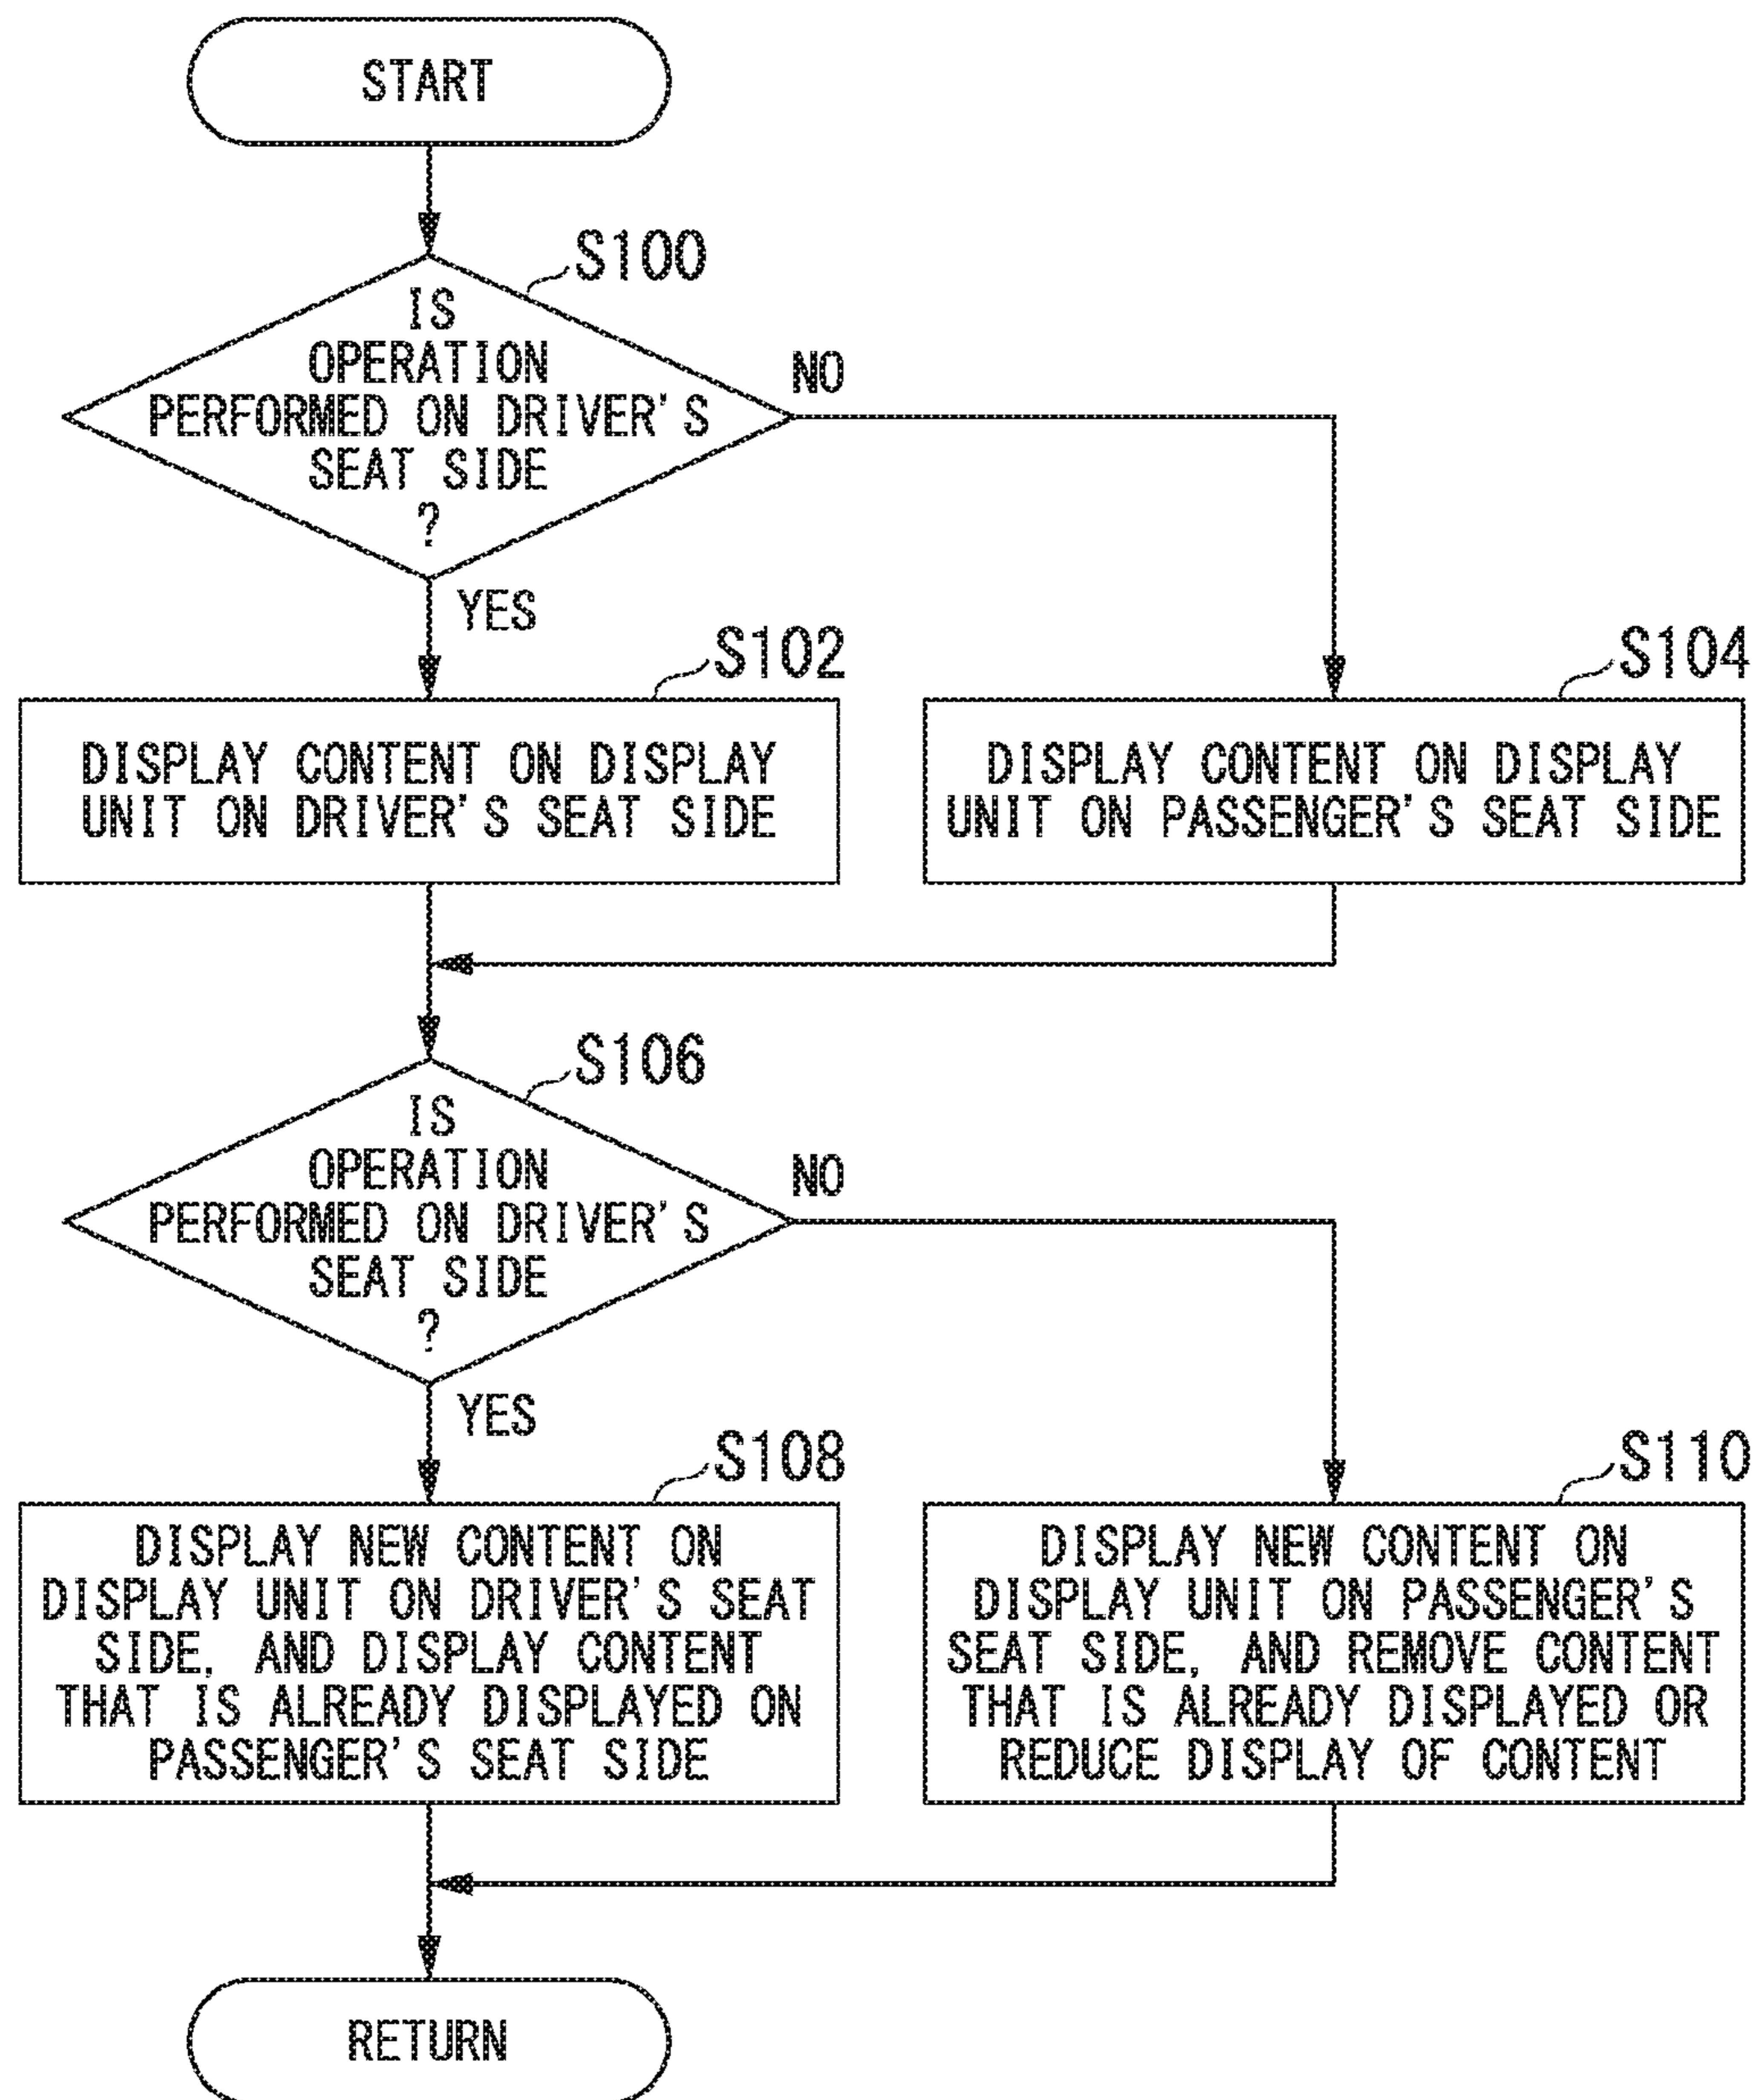 START
S100
IS
OPERATION
PERFORMED ON DRIVER'S
SEAT SIDE
?
NO
YES
S102
DISPLAY CONTENT ON DISPLAY
UNIT ON DRIVER'S SEAT SIDE
S104
DISPLAY CONTENT ON DISPLAY
UNIT ON PASSENGER'S SEAT SIDE
S106
IS
OPERATION
PERFORMED ON DRIVER'S
SEAT SIDE
?
NO
YES
S108
DISPLAY NEW CONTENT ON
DISPLAY UNIT ON DRIVER'S SEAT
SIDE, AND DISPLAY CONTENT
THAT IS ALREADY DISPLAYED ON
PASSENGER'S SEAT SIDE
S110
DISPLAY NEW CONTENT ON
DISPLAY UNIT ON PASSENGER'S
SEAT SIDE, AND REMOVE CONTENT
THAT IS ALREADY DISPLAYED OR
REDUCE DISPLAY OF CONTENT
RETURN